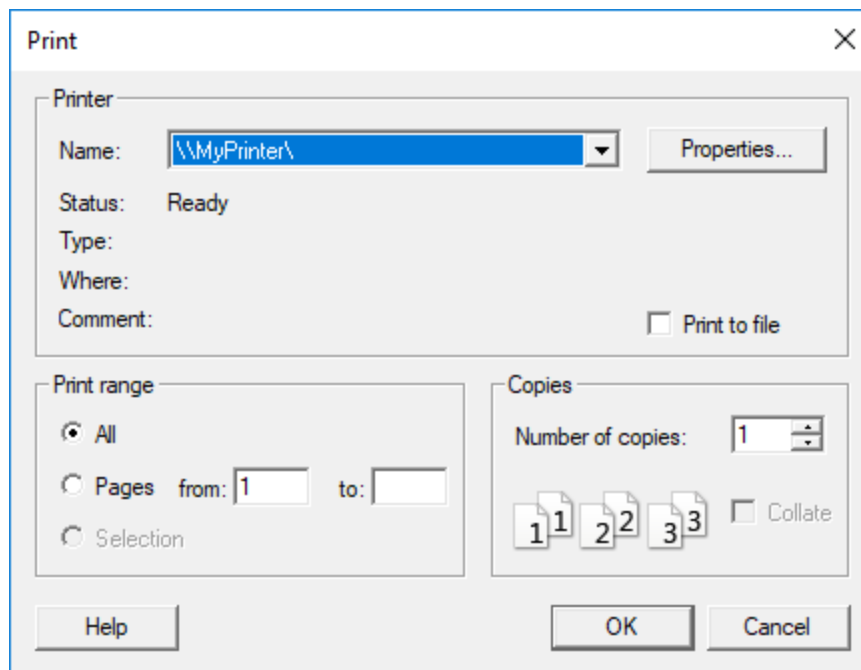 Print
Printer
Name: \\MyPrinter\ Properties...
Status: Ready
Type:
Where:
Comment:
Print to file
Print range
All
Pages from: 1 to:
Selection
Copies
Number of copies: 1
1 1 2 2 3 3 Collate
Help OK Cancel